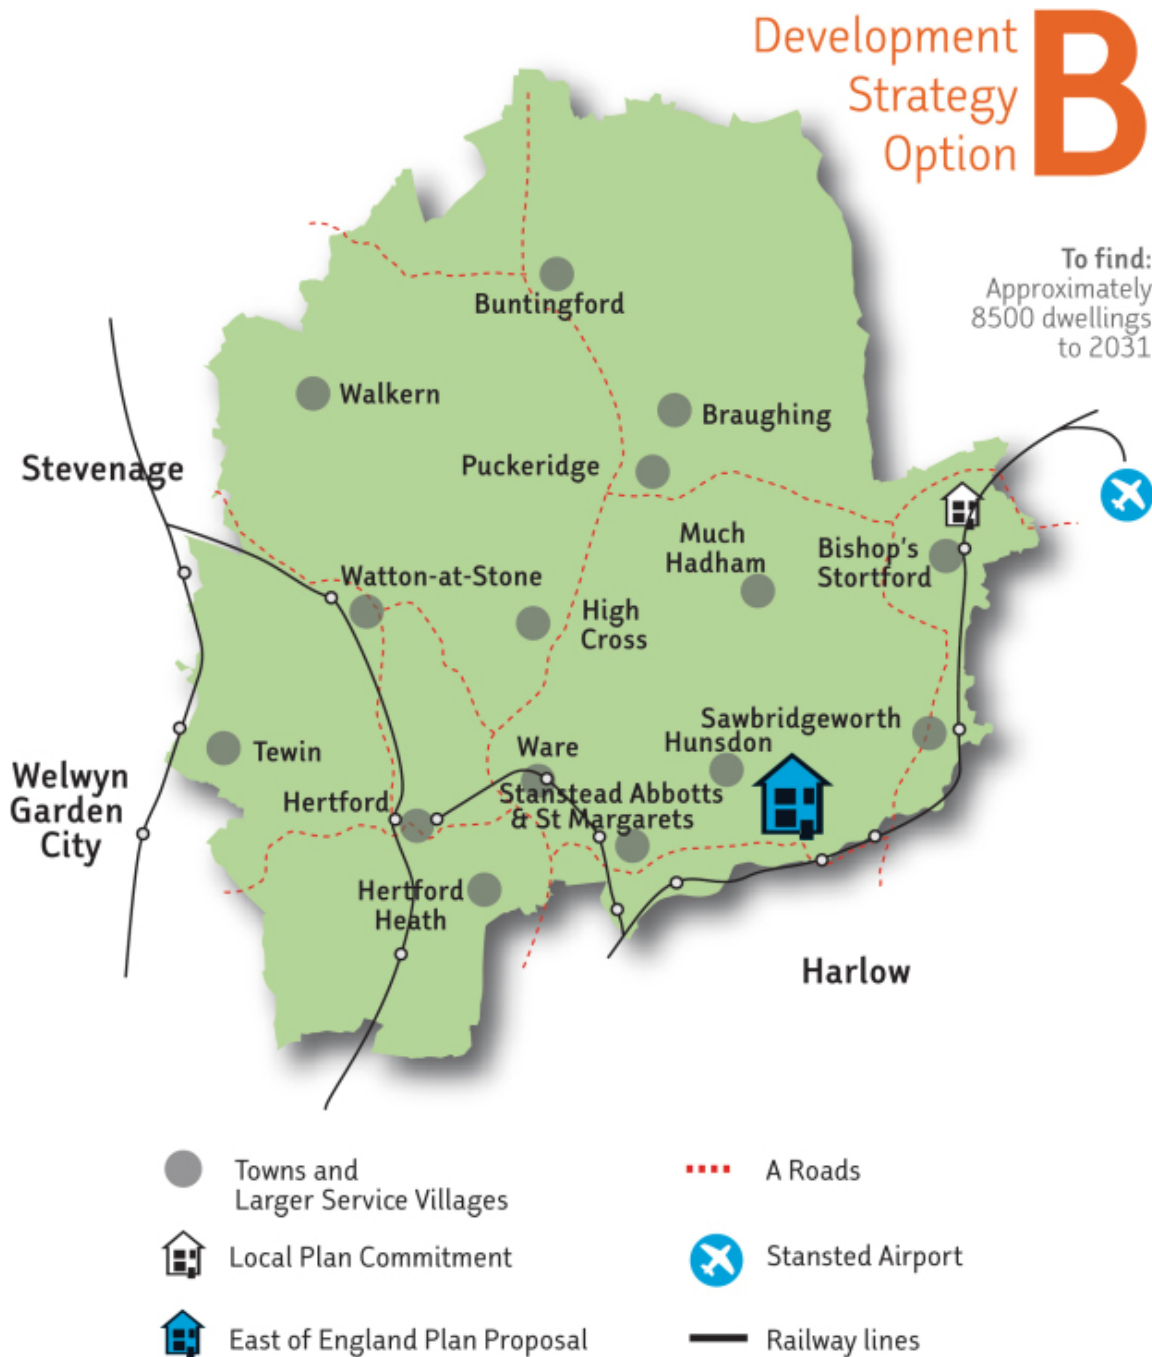 Development
Strategy
Option
B
To find:
Approximately
8500 dwellings
to 2031
Buntingford
Walkern
Braughing
Stevenage
Puckeridge
Much
Hadham
Bishop's
Stortford
Watton-at-Stone
High
Cross
Sawbridgeworth
Hunsdon
Ware
Tewin
Welwyn
Garden
City
Hertford
Stanstead Abbotts
& St Margarets
Hertford
Heath
Harlow
Towns and
Larger Service Villages
A Roads
Local Plan Commitment
Stansted Airport
East of England Plan Proposal
Railway lines